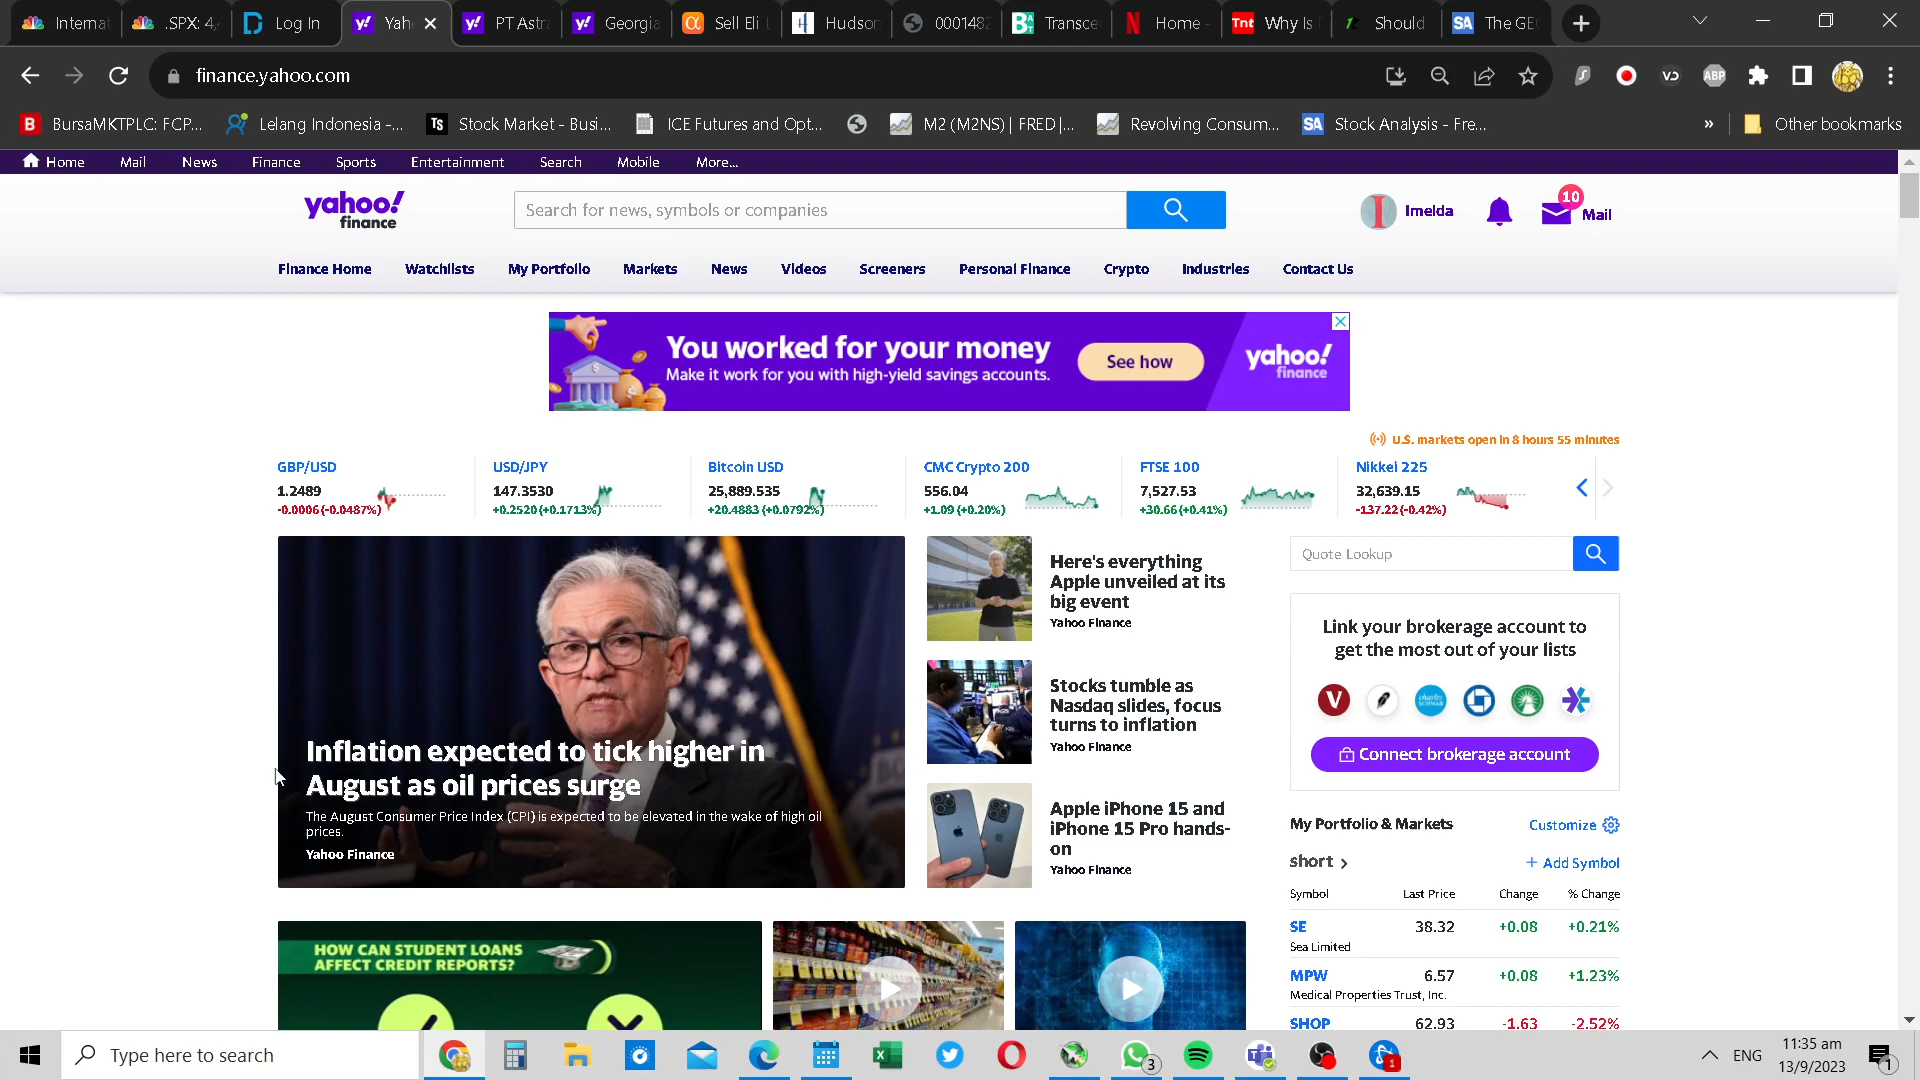 Interna
.SPX: 4,
Log In
Yah
PT Astr
Georgia
Sell Eli
Hudson
0001482
Transce
Home -
Why Is
Should
The GE
finance.yahoo.com
BursaMKTPLC: FCP...
Lelang Indonesia -...
Stock Market - Busi...
ICE Futures and Opt...
M2 (M2NS) | FRED |...
Revolving Consum...
Stock Analysis - Fre...
»
Other bookmarks
Home Mail News Finance Sports Entertainment Search Mobile More...
yahoo!
finance
Search for news, symbols or companies
Imelda
10
Mail
Finance Home Watchlists My Portfolio Markets News Videos Screeners Personal Finance Crypto Industries Contact Us
You worked for your money
Make it work for you with high-yield savings accounts.
See how
yahoo!
finance
U.S. markets open in 8 hours 55 minutes
GBP/USD
1.2489
-0.0006 (-0.0487%)
USD/JPY
147.3530
+0.2520 (+0.1713%)
Bitcoin USD
25,889.535
+20.4883 (+0.0792%)
CMC Crypto 200
556.04
+1.09 (+0.20%)
FTSE 100
7,527.53
+30.66 (+0.41%)
Nikkei 225
32,639.15
-137.22 (-0.42%)
Inflation expected to tick higher in
August as oil prices surge
The August Consumer Price Index (CPI) is expected to be elevated in the wake of high oil
prices.
Yahoo Finance
Here's everything
Apple unveiled at its
big event
Yahoo Finance
Stocks tumble as
Nasdaq slides, focus
turns to inflation
Yahoo Finance
Apple iPhone 15 and
iPhone 15 Pro hands-
on
Yahoo Finance
Quote Lookup
Link your brokerage account to
get the most out of your lists
Connect brokerage account
My Portfolio & Markets
Customize
short
+ Add Symbol
Symbol Last Price Change % Change
SE 38.32 +0.08 +0.21%
Sea Limited
MPW 6.57 +0.08 +1.23%
Medical Properties Trust, Inc.
SHOP 62.93 -1.63 -2.52%
HOW CAN STUDENT LOANS
AFFECT CREDIT REPORTS?
Type here to search
3
1
ENG
11:35 am
13/9/2023
1